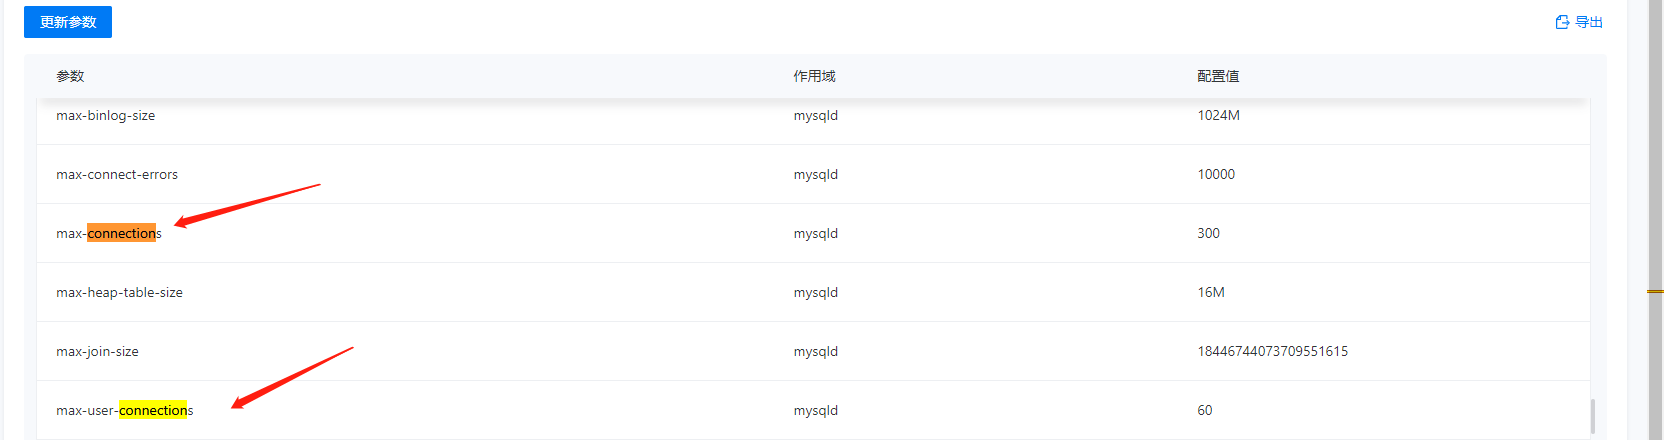 更新参数
导出
参数 作用域 配置值
max-binlog-size mysqld 1024M
max-connect-errors mysqld 10000
max-connections mysqld 300
max-heap-table-size mysqld 16M
max-join-size mysqld 18446744073709551615
max-user-connections mysqld 60